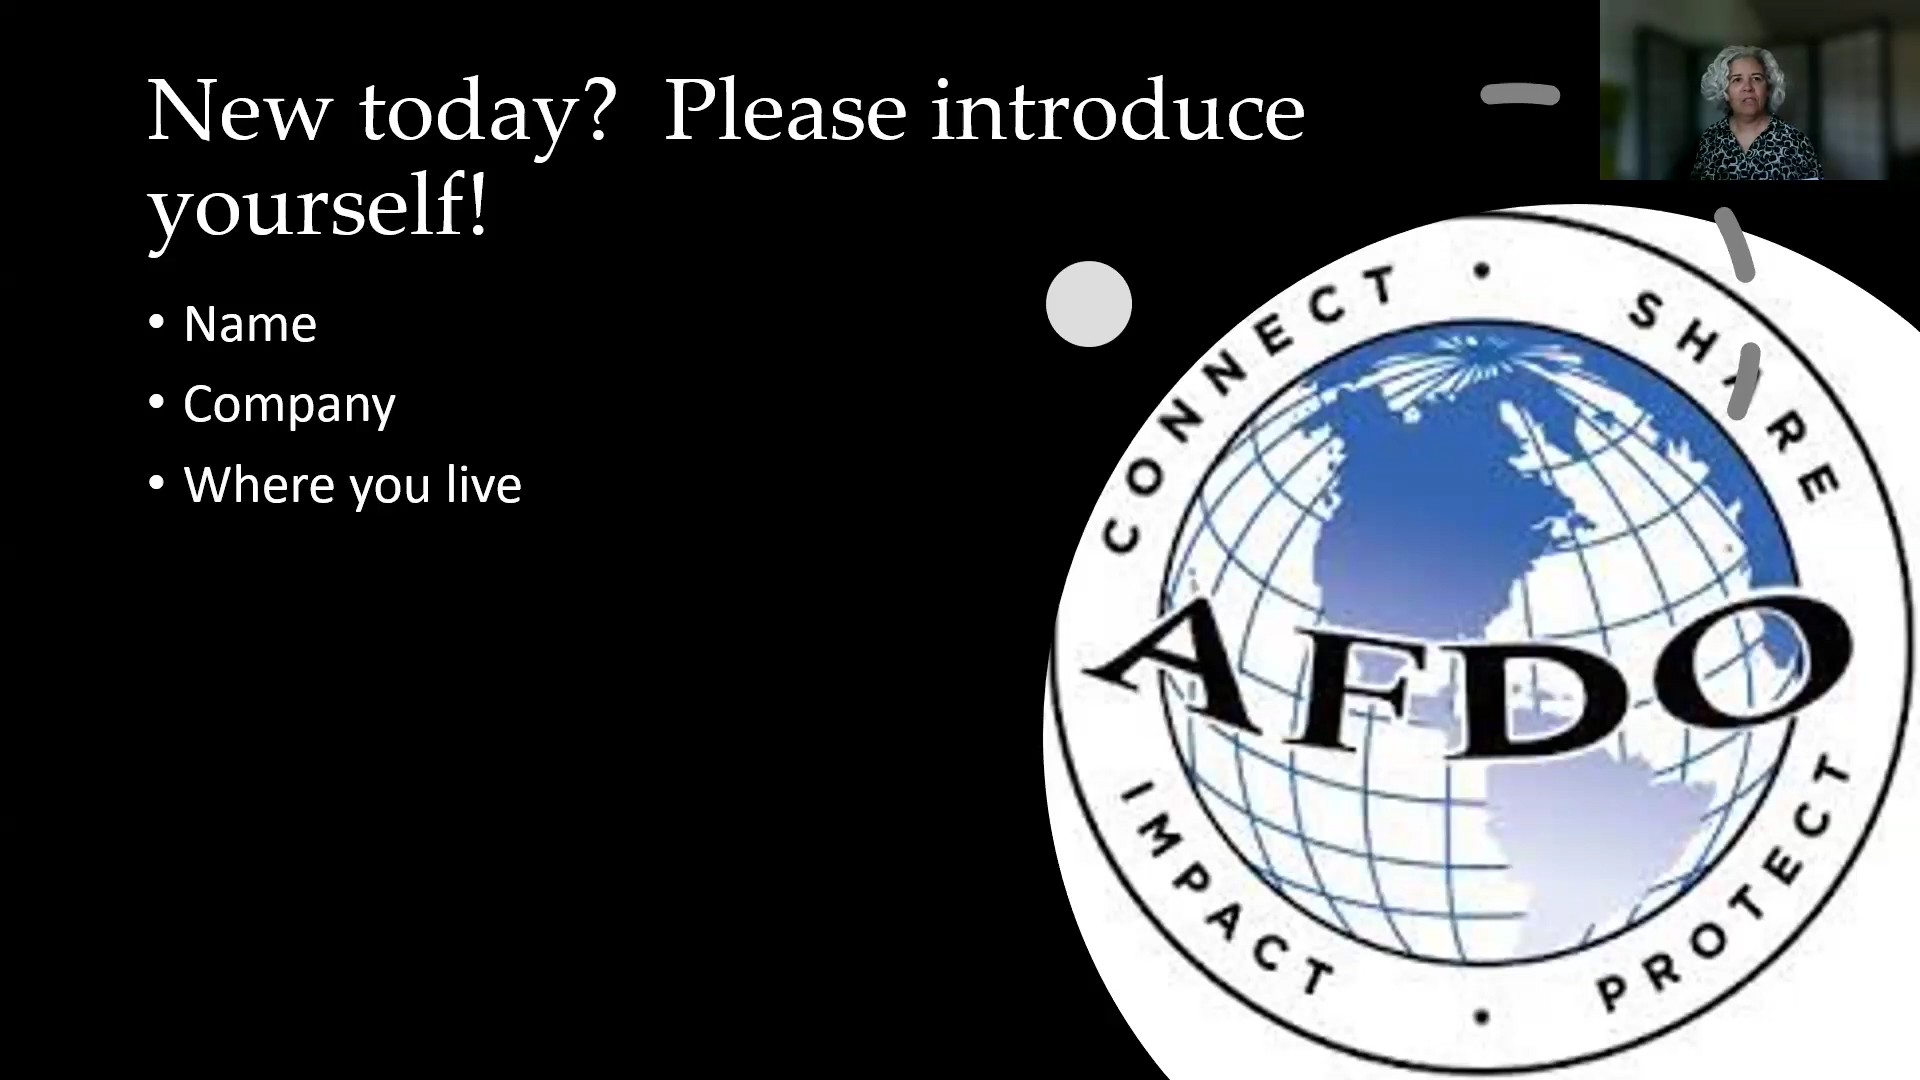 New today?  Please introduce
yourself!
• Name
• Company
• Where you live
CONNECT • SHARE
AFDO
IMPACT • PROTECT